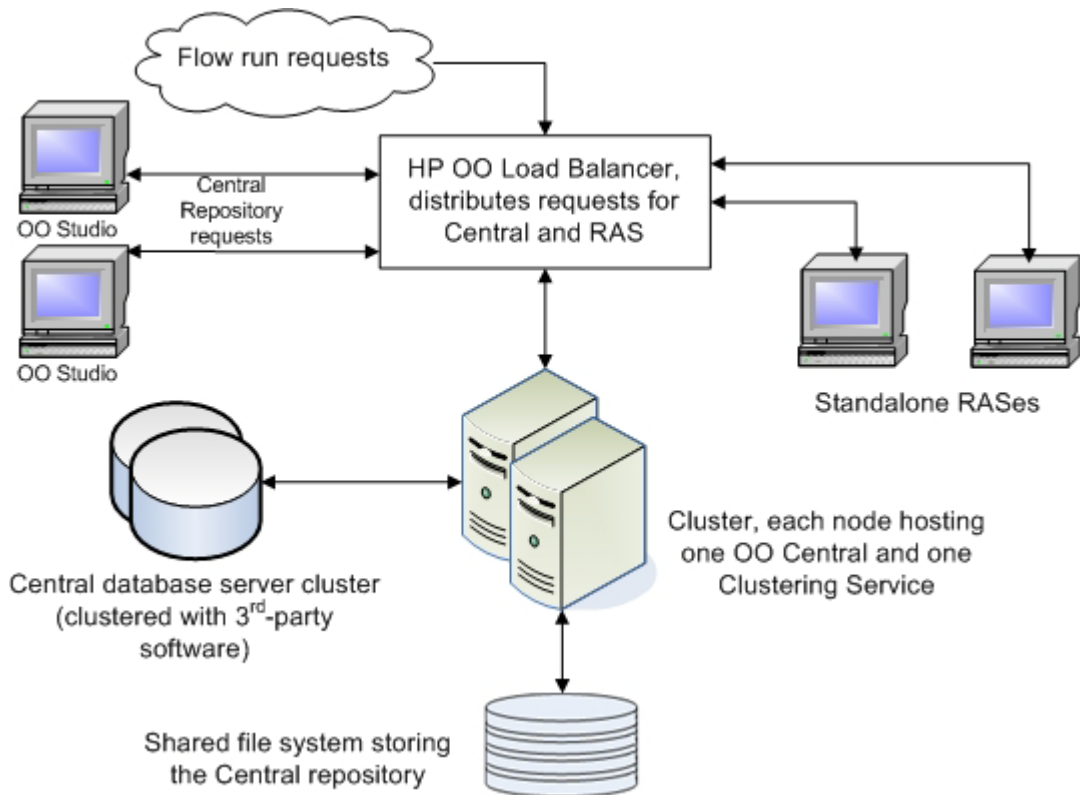 Flow run requests
HP OO Load Balancer,
distributes requests for
Central and RAS
Central
Repository
requests
OO Studio
OO Studio
Standalone RASes
Cluster, each node hosting
one OO Central and one
Clustering Service
Central database server cluster
(clustered with 3rd-party
software)
Shared file system storing
the Central repository